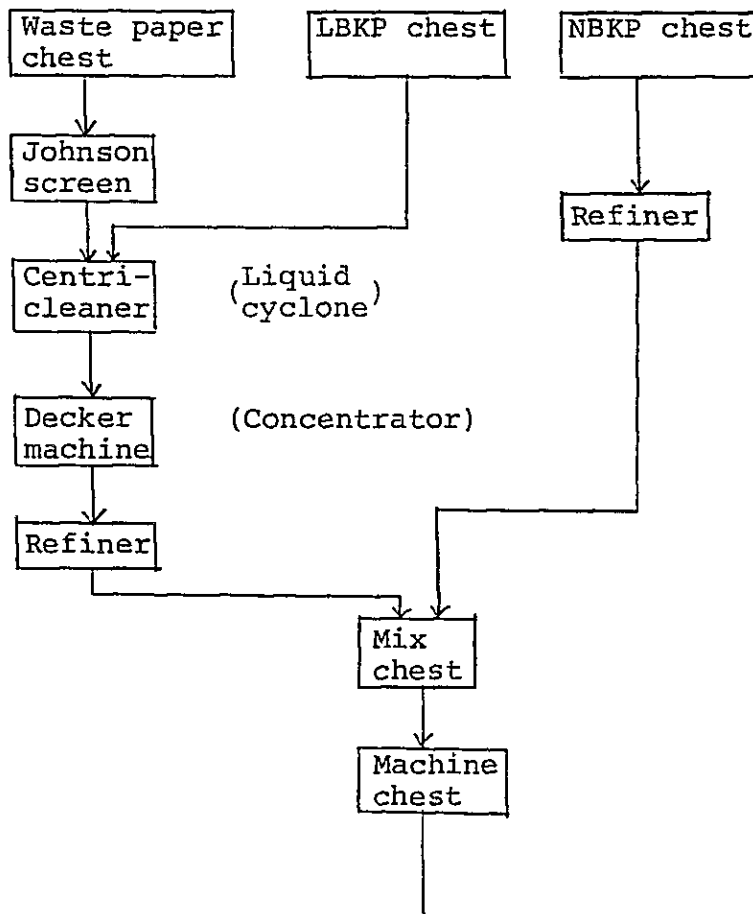 Waste paper
chest
LBKP chest
NBKP chest
Johnson
screen
Refiner
Centri-
cleaner
(Liquid
cyclone)
Decker
machine
(Concentrator)
Refiner
Mix
chest
Machine
chest